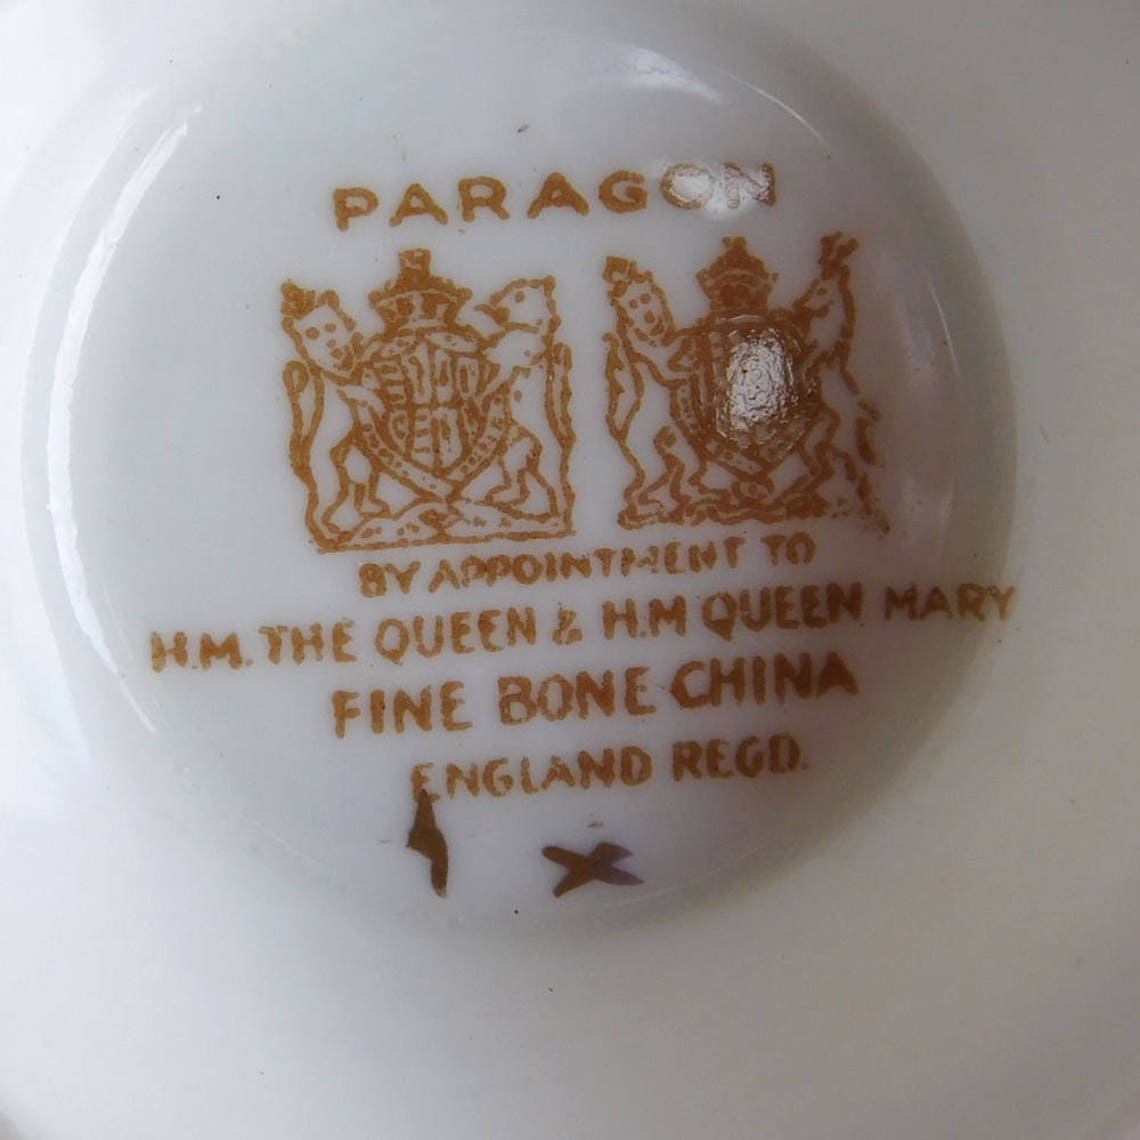 PARAGON
BY APPOINTMENT TO
H.M. THE QUEEN & H.M QUEEN MARY
FINE BONE CHINA
ENGLAND REGD.